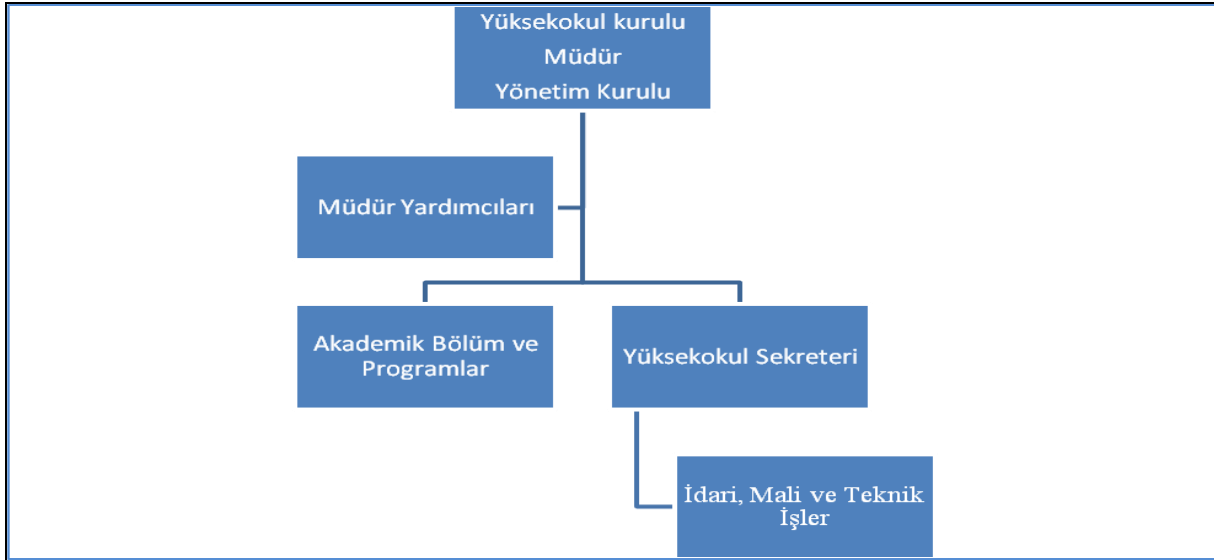 Yüksekokul kurulu
Müdür
Yönetim Kurulu
Müdür Yardımcıları
Akademik Bölüm ve
Programlar
Yüksekokul Sekreteri
İdari, Mali ve Teknik
İşler